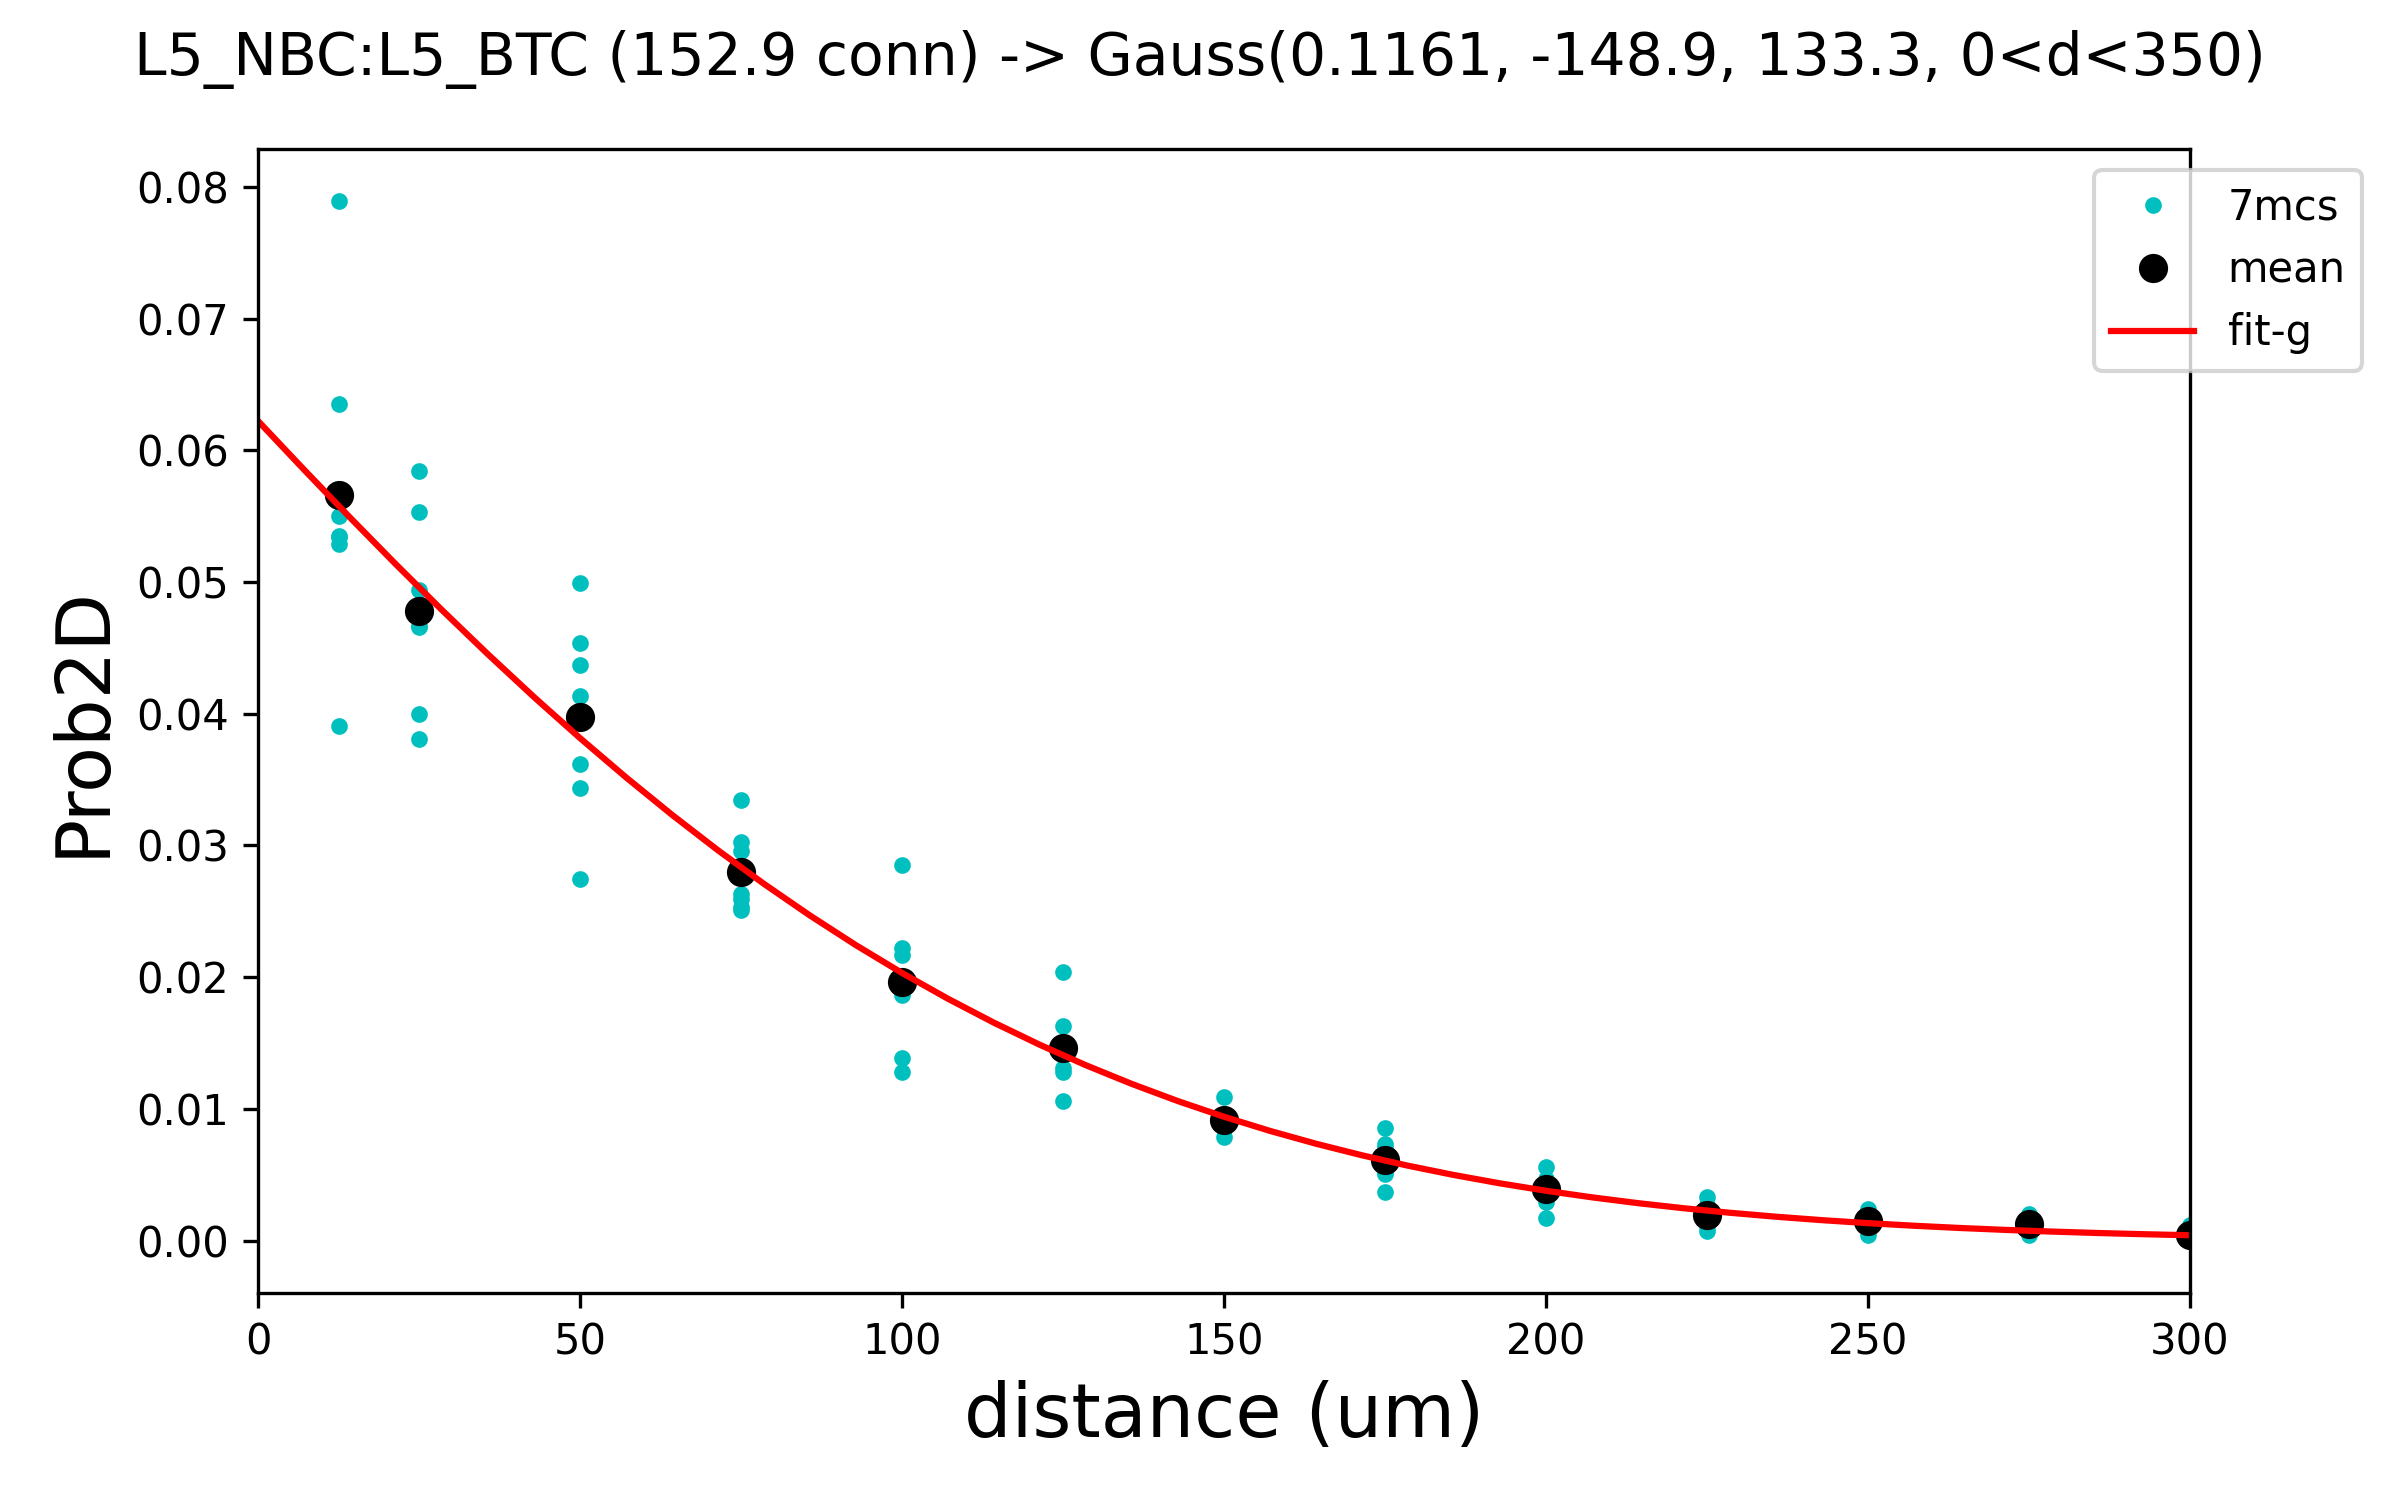 L5_NBC:L5_BTC (152.9 conn) -> Gauss(0.1161, -148.9, 133.3, 0<d<350)
7mcs
mean
fit-g
Prob2D
0.08
0.07
0.06
0.05
0.04
0.03
0.02
0.01
0.00
0 50 100 150 200 250 300
distance (um)